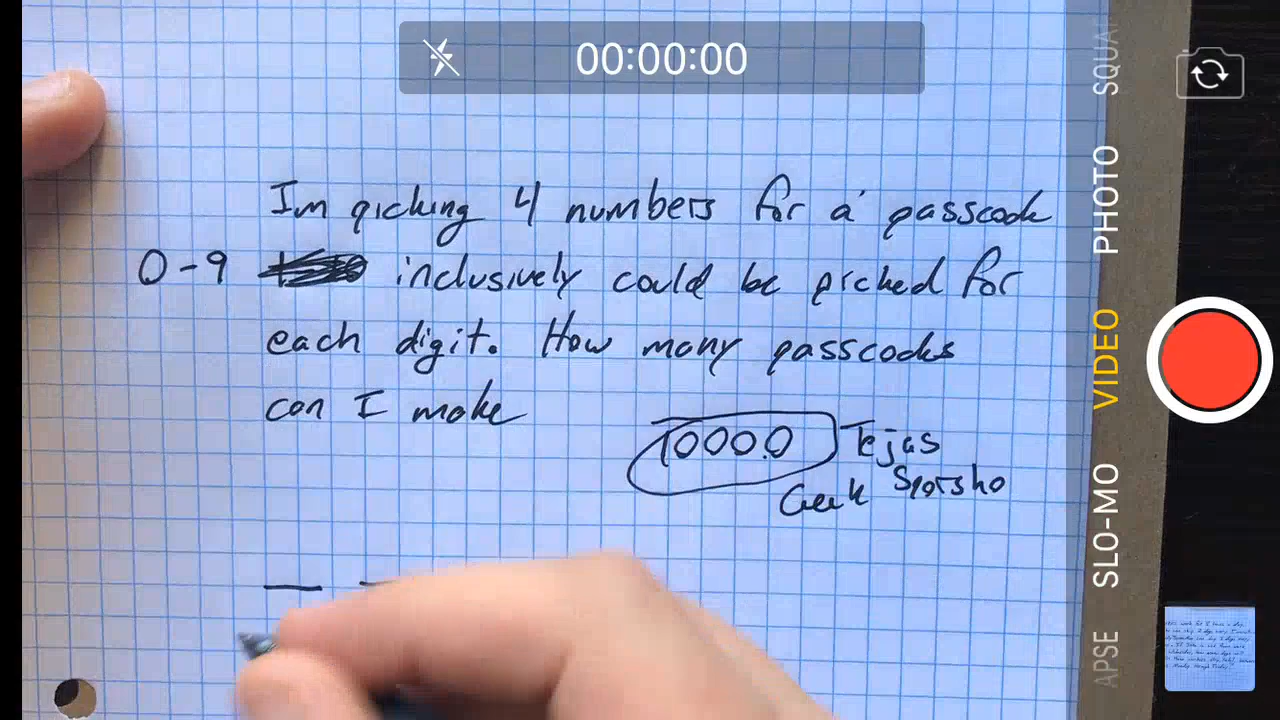 00:00:00
Im picking 4 numbers for a passcode
0-9 inclusively could be picked for
each digit. How many passcodes
can I make
10000 Tejas
Geek Sparsho
SQUA
PHOTO
VIDEO
SLO-MO
APSE